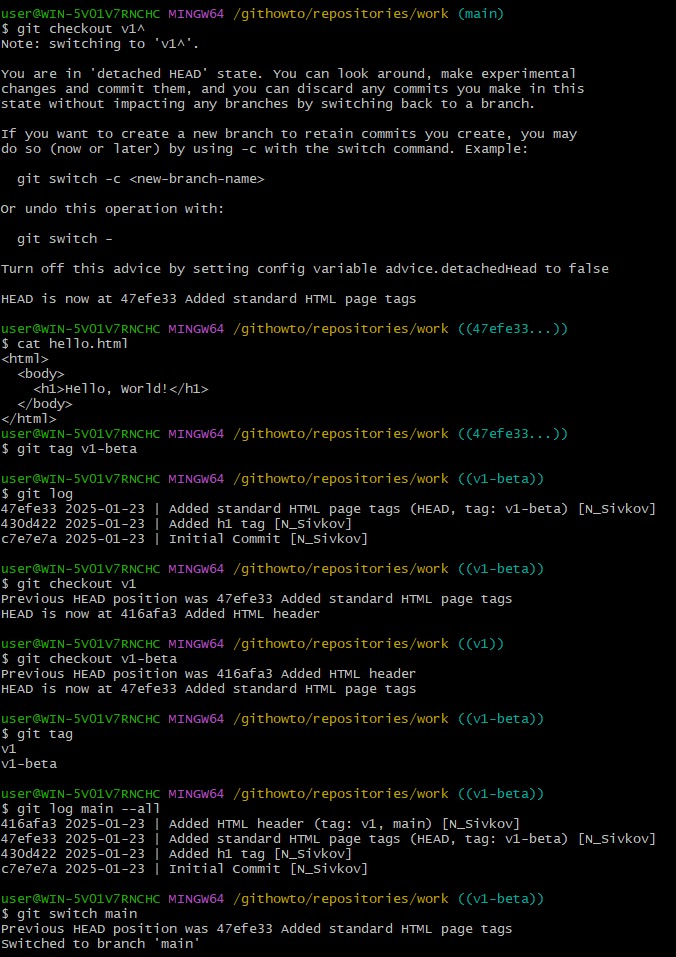 user@WIN-5V01V7RNCHC MINGW64 /githowto/repositories/work (main)
$ git checkout v1^
Note: switching to 'v1^'.

You are in 'detached HEAD' state. You can look around, make experimental
changes and commit them, and you can discard any commits you make in this
state without impacting any branches by switching back to a branch.

If you want to create a new branch to retain commits you create, you may
do so (now or later) by using -c with the switch command. Example:

  git switch -c <new-branch-name>

Or undo this operation with:

  git switch -

Turn off this advice by setting config variable advice.detachedHead to false

HEAD is now at 47efe33 Added standard HTML page tags

user@WIN-5V01V7RNCHC MINGW64 /githowto/repositories/work ((47efe33...))
$ cat hello.html
<html>
  <body>
    <h1>Hello, World!</h1>
  </body>
</html>
user@WIN-5V01V7RNCHC MINGW64 /githowto/repositories/work ((47efe33...))
$ git tag v1-beta

user@WIN-5V01V7RNCHC MINGW64 /githowto/repositories/work ((v1-beta))
$ git log
47efe33 2025-01-23 | Added standard HTML page tags (HEAD, tag: v1-beta) [N_Sivkov]
430d422 2025-01-23 | Added h1 tag [N_Sivkov]
c7e7e7a 2025-01-23 | Initial Commit [N_Sivkov]

user@WIN-5V01V7RNCHC MINGW64 /githowto/repositories/work ((v1-beta))
$ git checkout v1
Previous HEAD position was 47efe33 Added standard HTML page tags
HEAD is now at 416afa3 Added HTML header

user@WIN-5V01V7RNCHC MINGW64 /githowto/repositories/work ((v1))
$ git checkout v1-beta
Previous HEAD position was 416afa3 Added HTML header
HEAD is now at 47efe33 Added standard HTML page tags

user@WIN-5V01V7RNCHC MINGW64 /githowto/repositories/work ((v1-beta))
$ git tag
v1
v1-beta

user@WIN-5V01V7RNCHC MINGW64 /githowto/repositories/work ((v1-beta))
$ git log main --all
416afa3 2025-01-23 | Added HTML header (tag: v1, main) [N_Sivkov]
47efe33 2025-01-23 | Added standard HTML page tags (HEAD, tag: v1-beta) [N_Sivkov]
430d422 2025-01-23 | Added h1 tag [N_Sivkov]
c7e7e7a 2025-01-23 | Initial Commit [N_Sivkov]

user@WIN-5V01V7RNCHC MINGW64 /githowto/repositories/work ((v1-beta))
$ git switch main
Previous HEAD position was 47efe33 Added standard HTML page tags
Switched to branch 'main'